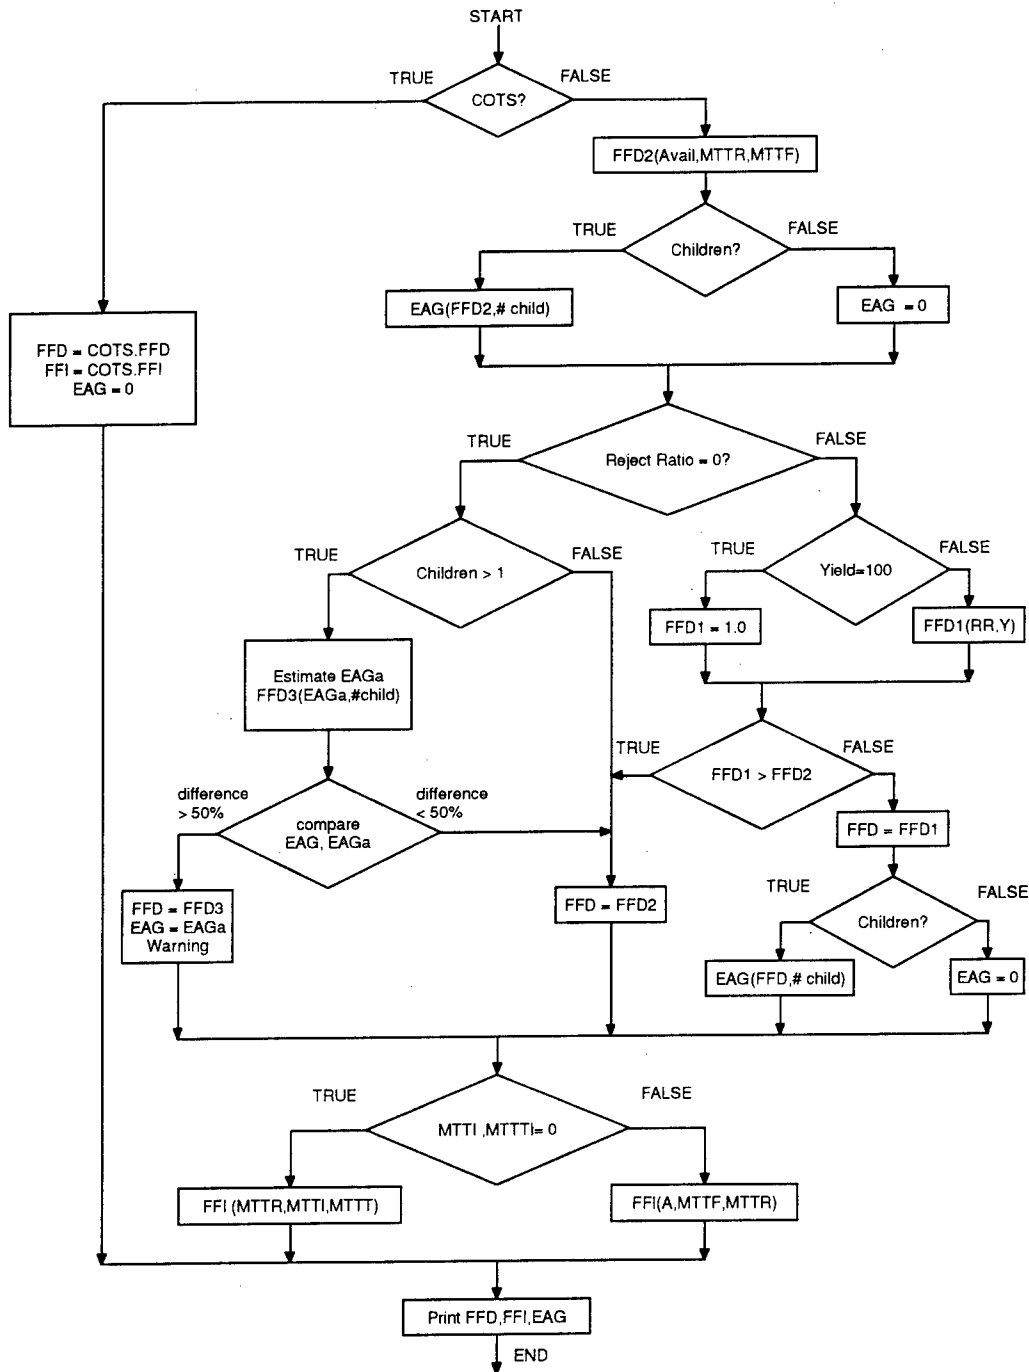 START
TRUE
FALSE
COTS?
FFD2(Avail,MTTR,MTTF)
TRUE
FALSE
Children?
EAG(FFD2,# child)
EAG = 0
FFD = COTS.FFD
FFI = COTS.FFI
EAG = 0
TRUE
FALSE
Reject Ratio = 0?
TRUE
FALSE
Children > 1
TRUE
FALSE
Yield=100
FFD1 = 1.0
FFD1(RR,Y)
Estimate EAGa
FFD3(EAGa,#child)
TRUE
FALSE
FFD1 > FFD2
difference
> 50%
difference
< 50%
compare
EAG, EAGa
FFD = FFD1
TRUE
FALSE
Children?
FFD = FFD3
EAG = EAGa
Warning
FFD = FFD2
EAG(FFD,# child)
EAG = 0
TRUE
FALSE
MTTI ,MTTTI= 0
FFI (MTTR,MTTI,MTTT)
FFI(A,MTTF,MTTR)
Print FFD,FFI,EAG
END